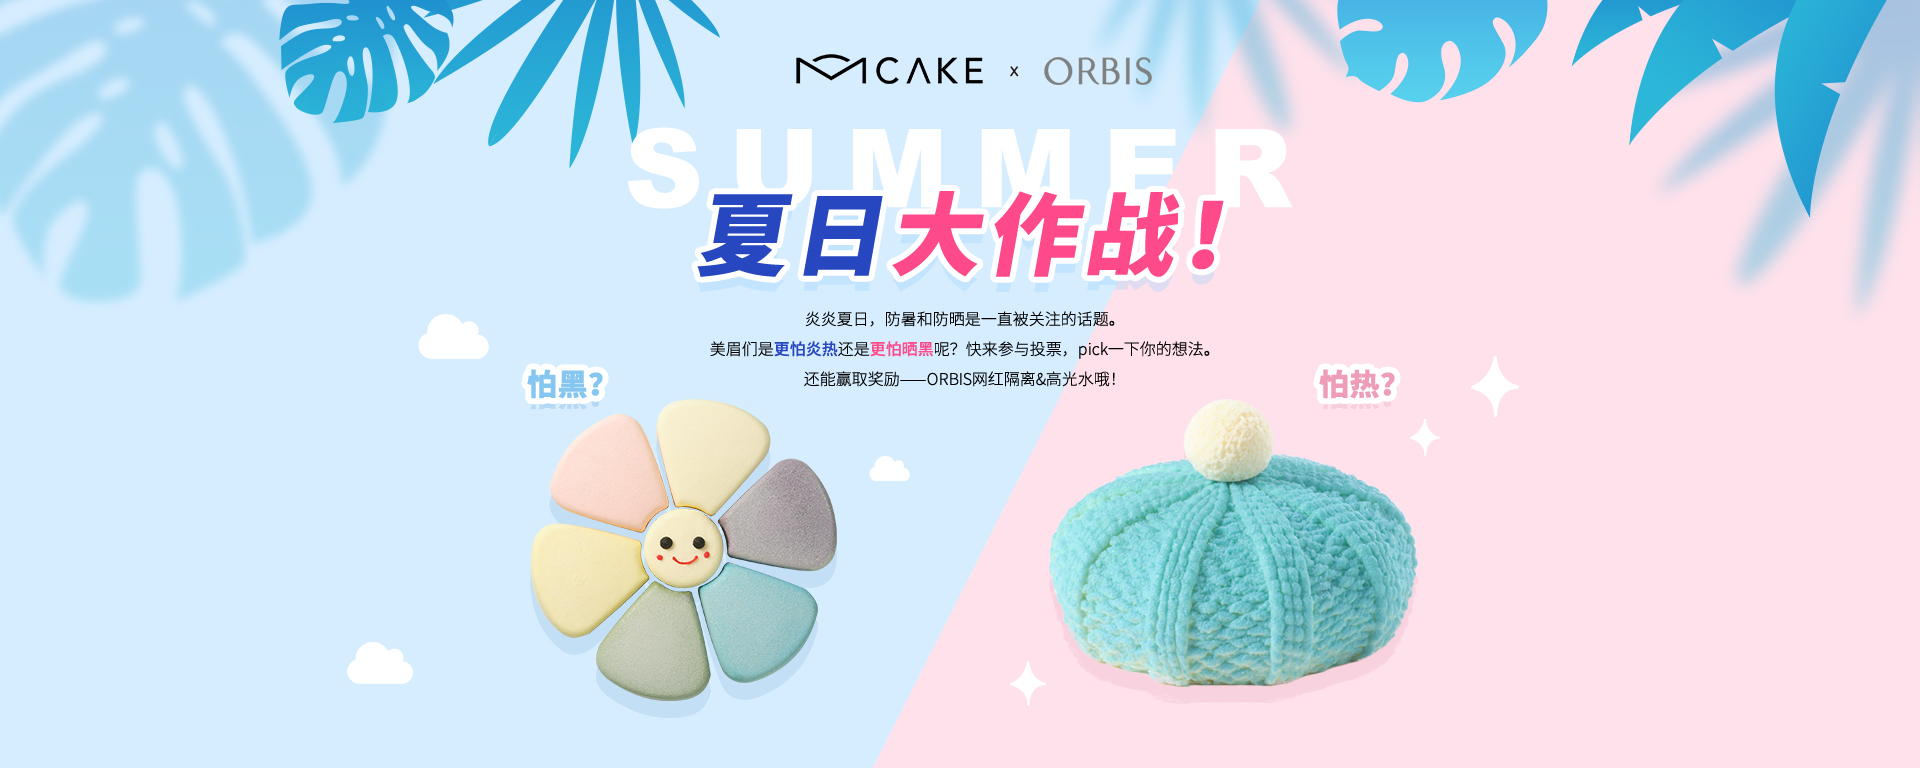 MCAKE x ORBIS
SUMMER
夏日大作战!
炎炎夏日，防暑和防晒是一直被关注的话题。
美眉们是更怕炎热还是更怕晒黑呢？快来参与投票，pick一下你的想法。
还能赢取奖励——ORBIS网红隔离&高光水哦！
怕黑?
怕热?